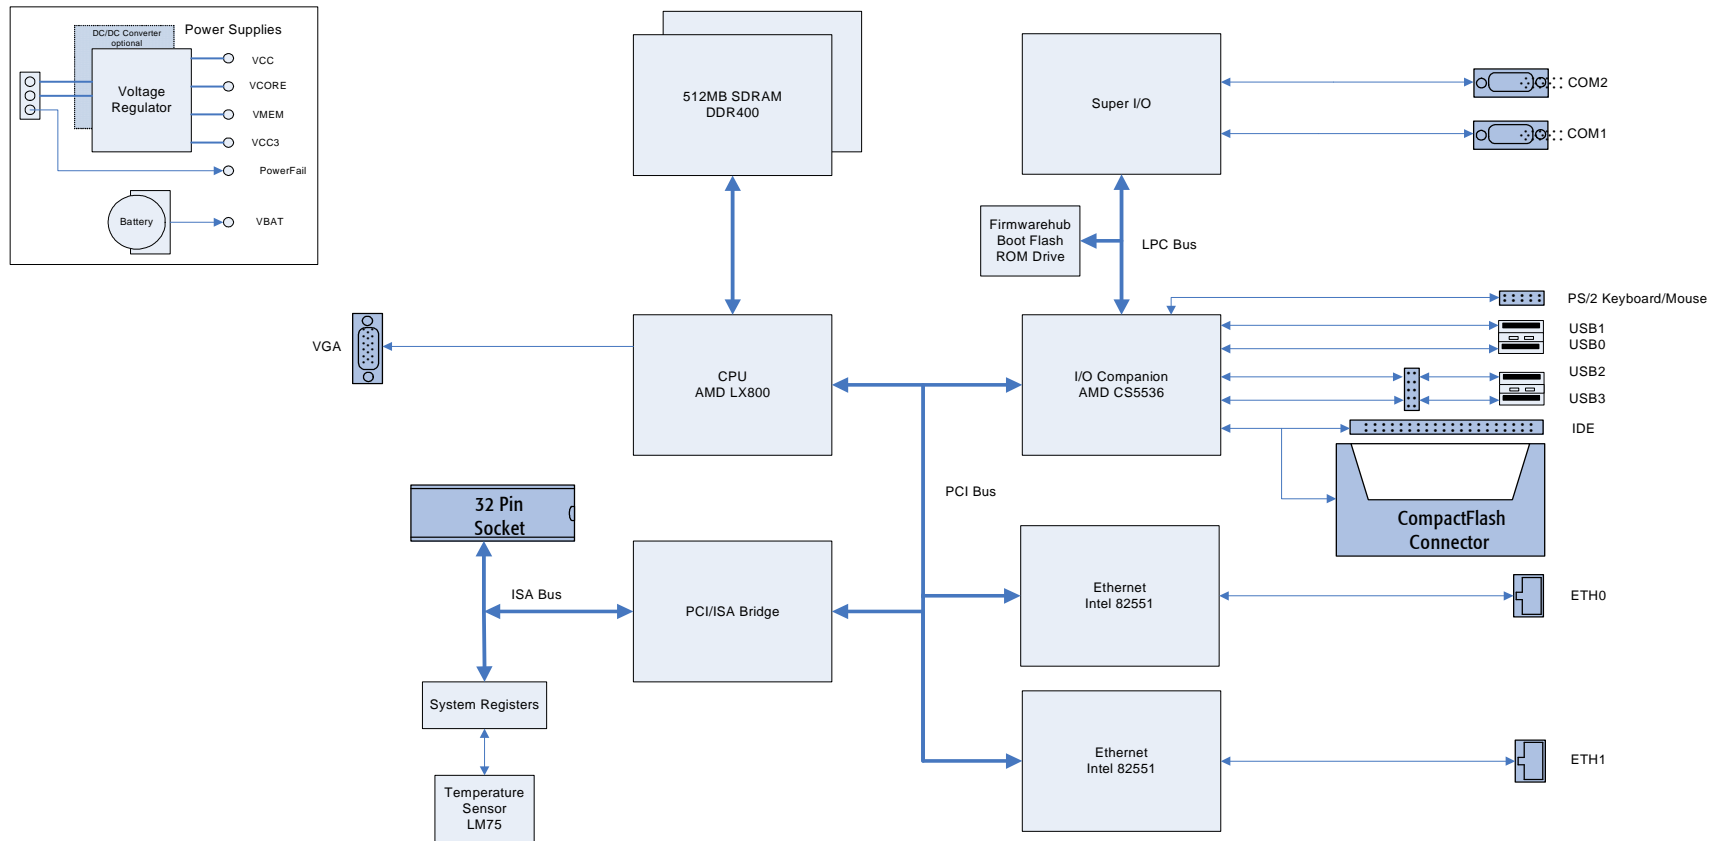 DC/DC Converter
optional
Power Supplies
Voltage
Regulator
VCC
VCORE
VMEM
VCC3
PowerFail
Battery
VBAT
512MB SDRAM
DDR400
Super I/O
COM2
COM1
Firmwarehub
Boot Flash
ROM Drive
LPC Bus
VGA
CPU
AMD LX800
I/O Companion
AMD CS5536
PS/2 Keyboard/Mouse
USB1
USB0
USB2
USB3
IDE
PCI Bus
CompactFlash
Connector
32 Pin
Socket
ISA Bus
PCI/ISA Bridge
Ethernet
Intel 82551
ETH0
System Registers
Temperature
Sensor
LM75
Ethernet
Intel 82551
ETH1